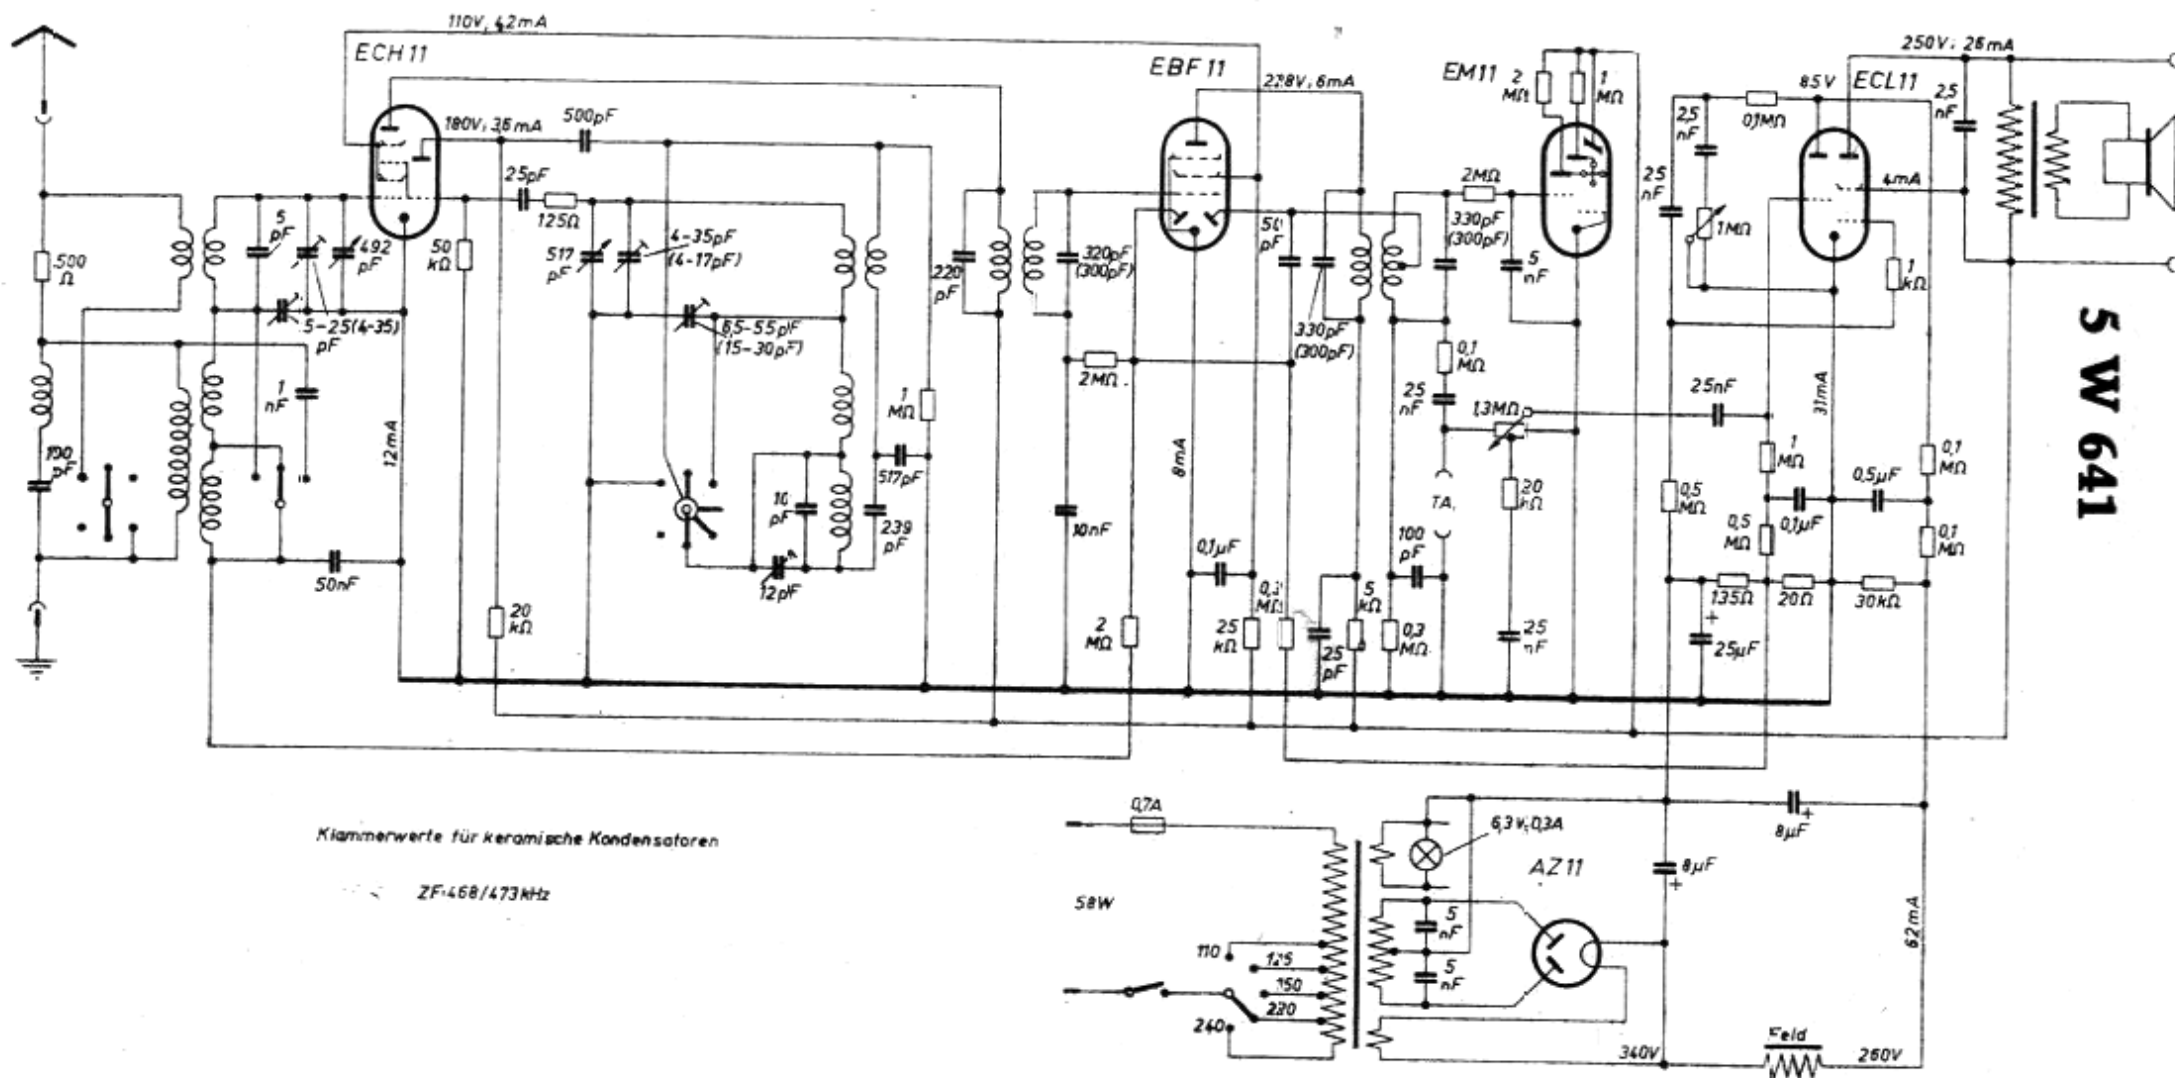 110V, 4,2mA
ECH 11
180V, 3,6mA
500pF
25pF
125Ω
5 pF
492 pF
500 Ω
50 kΩ
517 pF
4-35pF
(4-17pF)
5-25(4-35) pF
6,5-55pF
(15-30pF)
1 nF
100 pF
12mA
1 MΩ
517pF
10 pF
239 pF
12pF
50nF
20 kΩ
EBF 11
228V, 6mA
220 pF
320pF
(300pF)
50 pF
330pF
(300pF)
2MΩ
8mA
10nF
0,1µF
2 MΩ
25 kΩ
0,3 MΩ
25 pF
5 kΩ
0,3 MΩ
100 pF
EM11
2 MΩ
1 MΩ
2MΩ
330pF
(300pF)
5 nF
0,1 MΩ
25 nF
1,3MΩ
TA
20 kΩ
25 nF
250V, 26mA
85V
ECL11
2,5 nF
0,1MΩ
2,5 nF
25 nF
1MΩ
4mA
1 kΩ
25nF
31mA
1 MΩ
0,1 MΩ
0,5µF
0,5 MΩ
0,1µF
0,5 MΩ
0,1 MΩ
135Ω
20Ω
30kΩ
25µF
5 W 641
Klammerwerte für keramische Kondensatoren
ZF:468/473kHz
0,7A
58W
110
125
150
220
240
6,3V,0,3A
AZ11
5 nF
5 nF
8µF
8µF
62mA
340V
Feld
260V